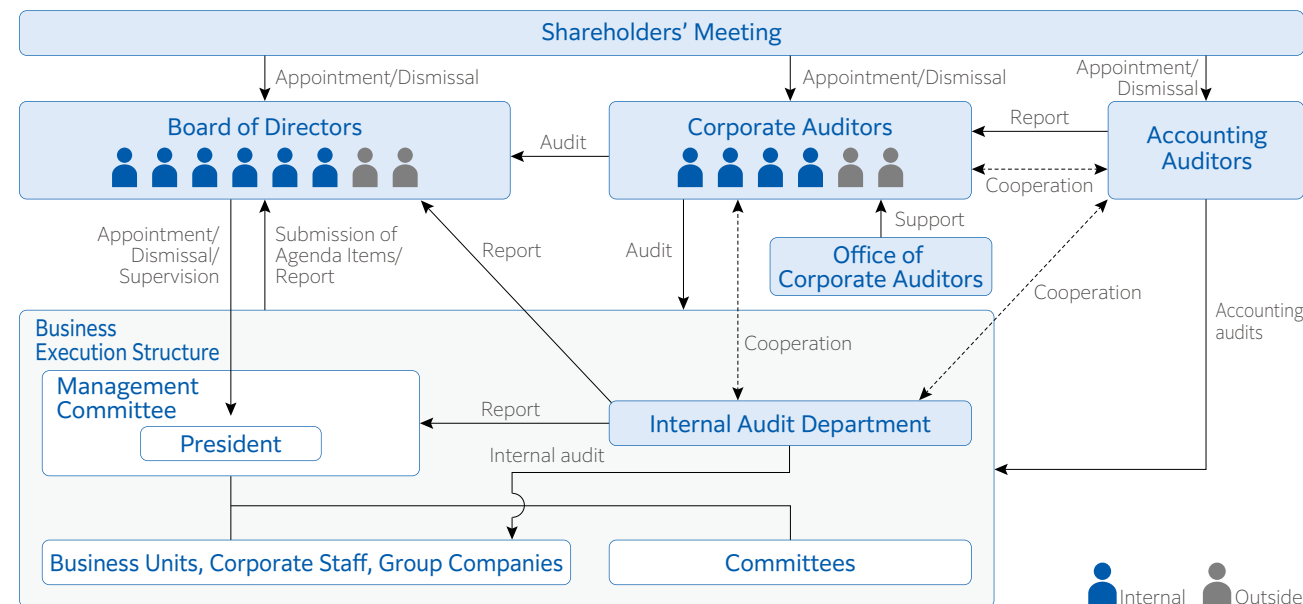 Shareholders’ Meeting
Appointment/Dismissal
Appointment/Dismissal
Appointment/
Dismissal
Board of Directors
Audit
Corporate Auditors
Report
Cooperation
Accounting
Auditors
Appointment/
Dismissal/
Supervision
Submission of
Agenda Items/
Report
Report
Audit
Support
Office of
Corporate Auditors
Cooperation
Cooperation
Accounting
audits
Business
Execution Structure
Management
Committee
President
Report
Internal Audit Department
Internal audit
Business Units, Corporate Staff, Group Companies
Committees
Internal
Outside